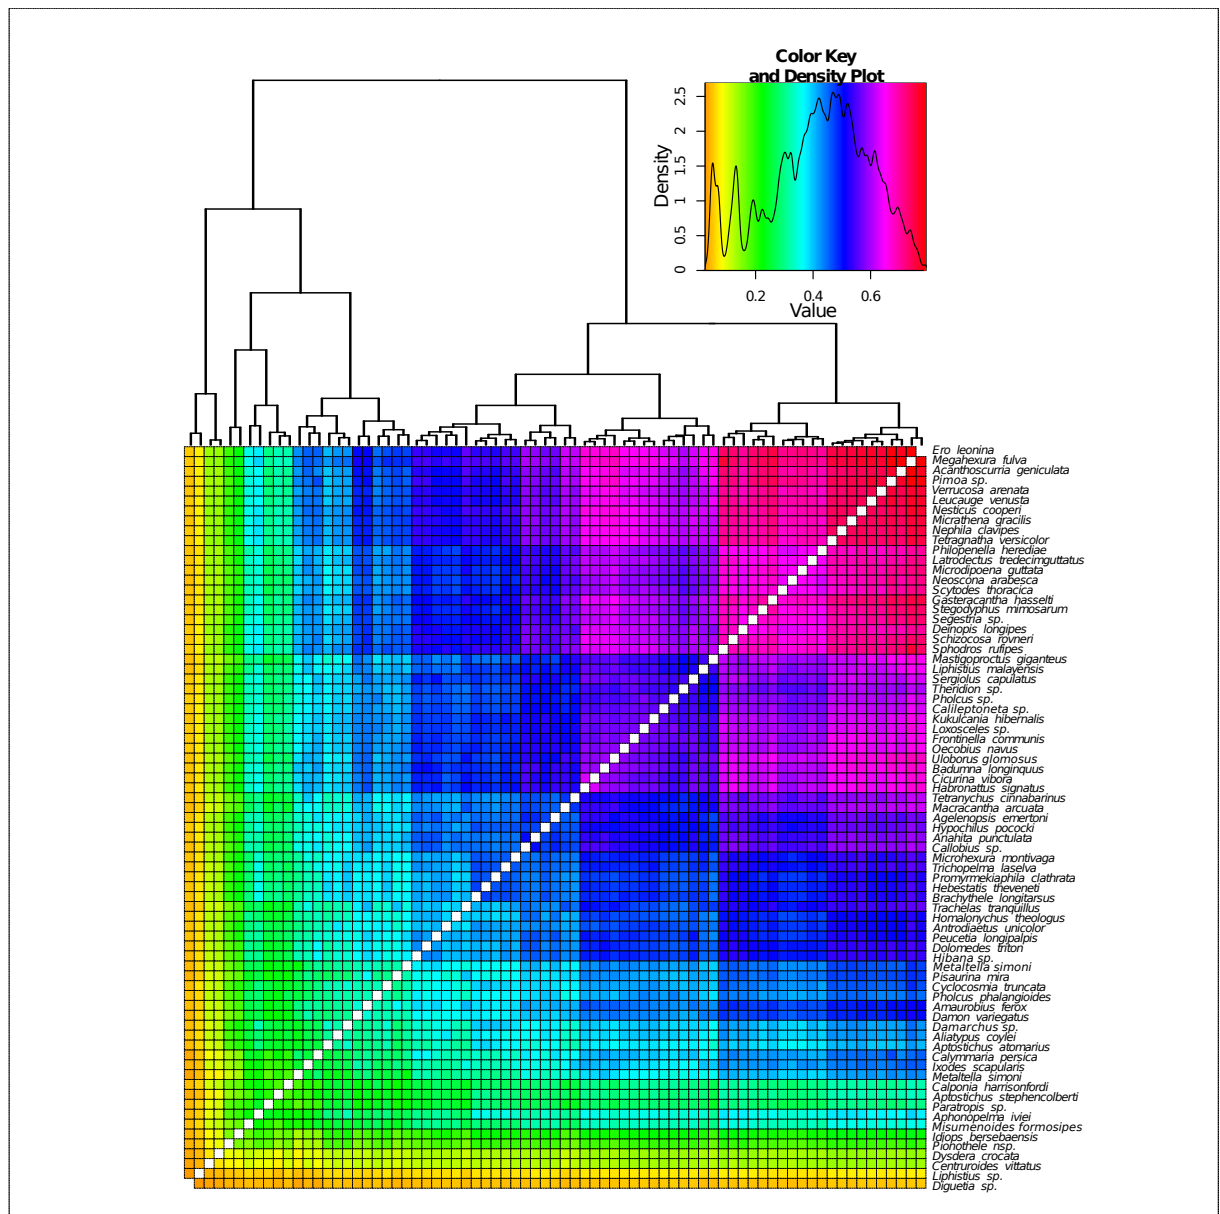 Color Key
and Density Plot
Density
0
0.5
1
1.5
2
2.5
0.2
0.4
0.6
Value
Ero leonina
Megahexura fulva
Acanthoscurria geniculata
Pimoa sp.
Verrucosa arenata
Leucauge venusta
Nesticus cooperi
Micrathena gracilis
Nephila clavipes
Tetragnatha versicolor
Philopenella herediae
Latrodectus tredecimguttatus
Microdipoena guttata
Neoscona arabesca
Scytodes thoracica
Gasteracantha hasselti
Stegodyphus mimosarum
Segestria sp.
Deinopis longipes
Schizocosa rovneri
Sphodros rufipes
Mastigoproctus giganteus
Liphistius malayensis
Sergiolus capulatus
Theridion sp.
Pholcus sp.
Calileptoneta sp.
Kukulcania hibernalis
Loxosceles sp.
Frontinella communis
Oecobius navus
Uloborus glomosus
Badumna longinquus
Cicurina vibora
Habronattus signatus
Tetranychus cinnabarinus
Macracantha arcuata
Agelenopsis emertoni
Hypochilus pococki
Anahita punctulata
Callobius sp.
Microhexura montivaga
Trichopelma laselva
Promyrmekiaphila clathrata
Hebestatis theveneti
Brachythele longitarsus
Trachelas tranquillus
Homalonychus theologus
Antrodiaetus unicolor
Peucetia longipalpis
Dolomedes triton
Hibana sp.
Metaltella simoni
Pisaurina mira
Cyclocosmia truncata
Pholcus phalangioides
Amaurobius ferox
Damon variegatus
Damarchus sp.
Aliatypus coylei
Aptostichus atomarius
Calymmaria persica
Ixodes scapularis
Metaltella simoni
Calponia harrisonfordi
Aptostichus stephencolberti
Paratropis sp.
Aphonopelma iviei
Misumenoides formosipes
Idiops bersebaensis
Pionothele nsp.
Dysdera crocata
Centruroides vittatus
Liphistius sp.
Diguetia sp.